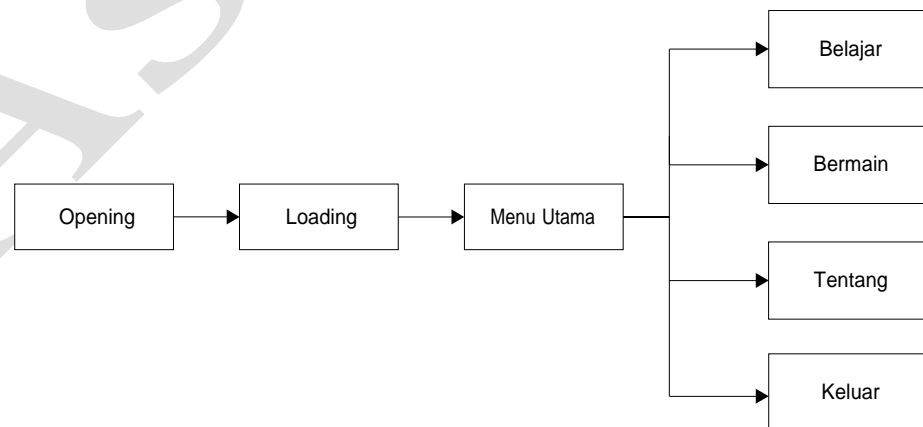 Opening
Loading
Menu Utama
Belajar
Bermain
Tentang
Keluar